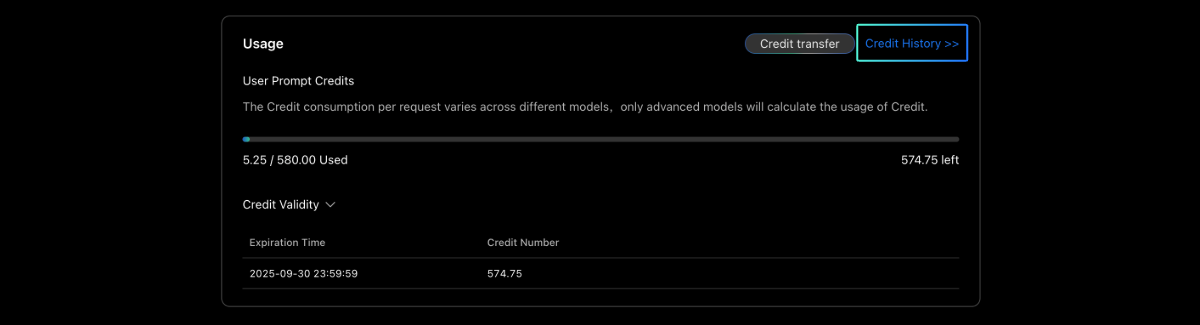 Usage
Credit transfer
Credit History >>
User Prompt Credits
The Credit consumption per request varies across different models，only advanced models will calculate the usage of Credit.
5.25 / 580.00 Used
574.75 left
Credit Validity
Expiration Time
Credit Number
2025-09-30 23:59:59
574.75